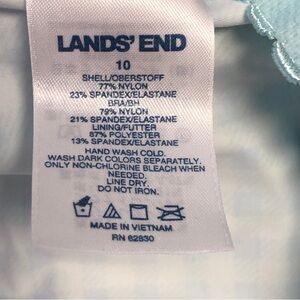 LANDS' END
10
SHELL/OBERSTOFF
77% NYLON
23% SPANDEX/ELASTANE
BRA/BH
79% NYLON
21% SPANDEX/ELASTANE
LINING/FUTTER
87% POLYESTER
13% SPANDEX/ELASTANE
HAND WASH COLD.
WASH DARK COLORS SEPARATELY.
ONLY NON-CHLORINE BLEACH WHEN
NEEDED.
LINE DRY.
DO NOT IRON.
MADE IN VIETNAM
RN 62830